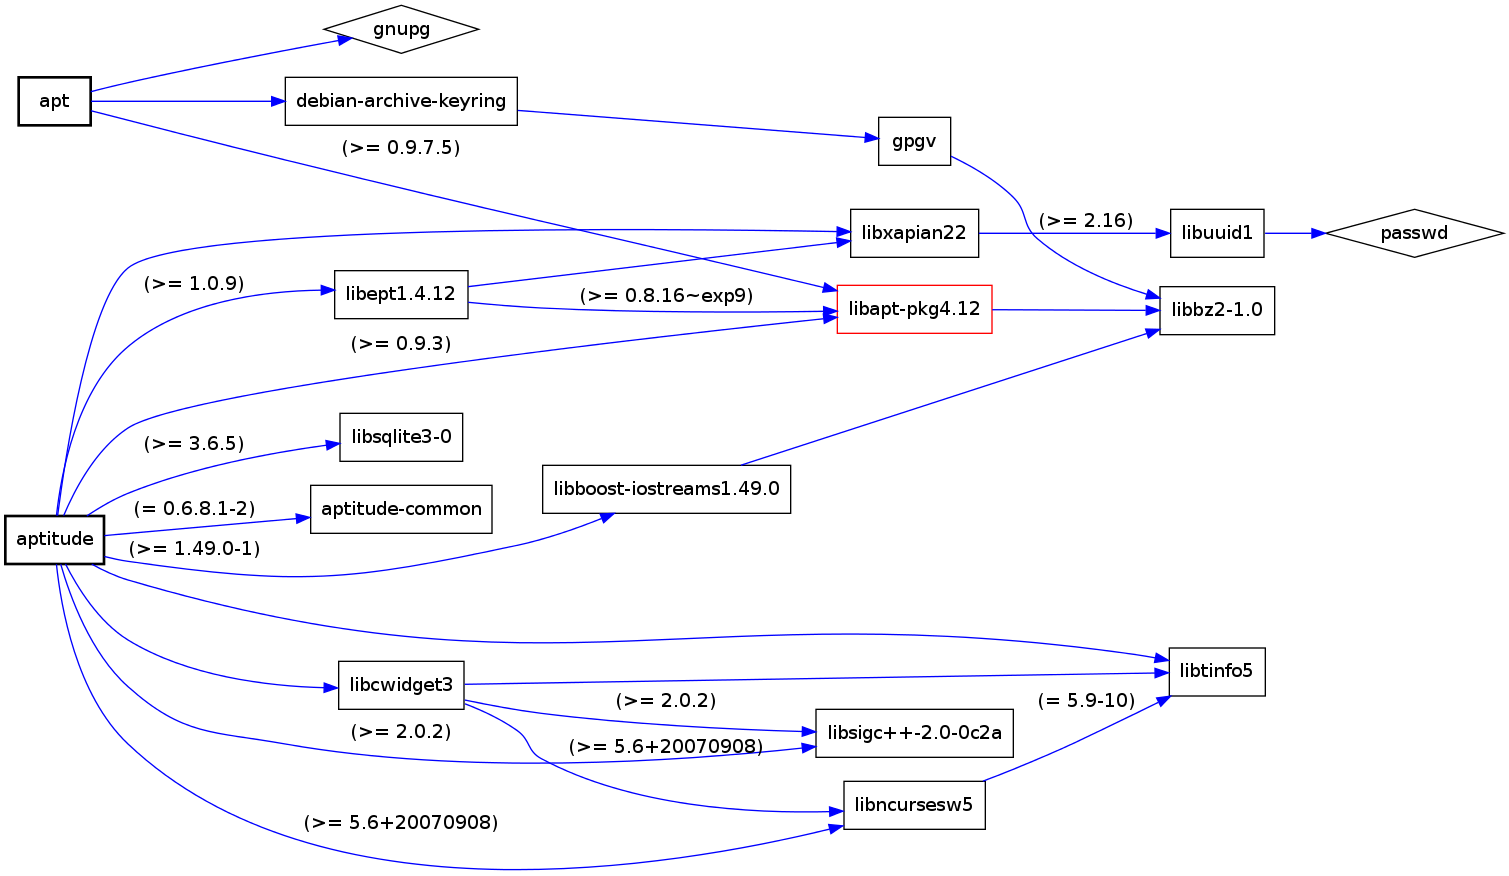 gnupg
apt
debian-archive-keyring
(>= 0.9.7.5)
gpgv
libxapian22
(>= 2.16)
libuuid1
passwd
(>= 1.0.9)
libept1.4.12
(>= 0.8.16~exp9)
libapt-pkg4.12
libbz2-1.0
(>= 0.9.3)
(>= 3.6.5)
libsqlite3-0
(= 0.6.8.1-2)
aptitude-common
libboost-iostreams1.49.0
aptitude
(>= 1.49.0-1)
libcwidget3
libtinfo5
(>= 2.0.2)
(= 5.9-10)
(>= 2.0.2)
(>= 5.6+20070908)
libsigc++-2.0-0c2a
libncursesw5
(>= 5.6+20070908)